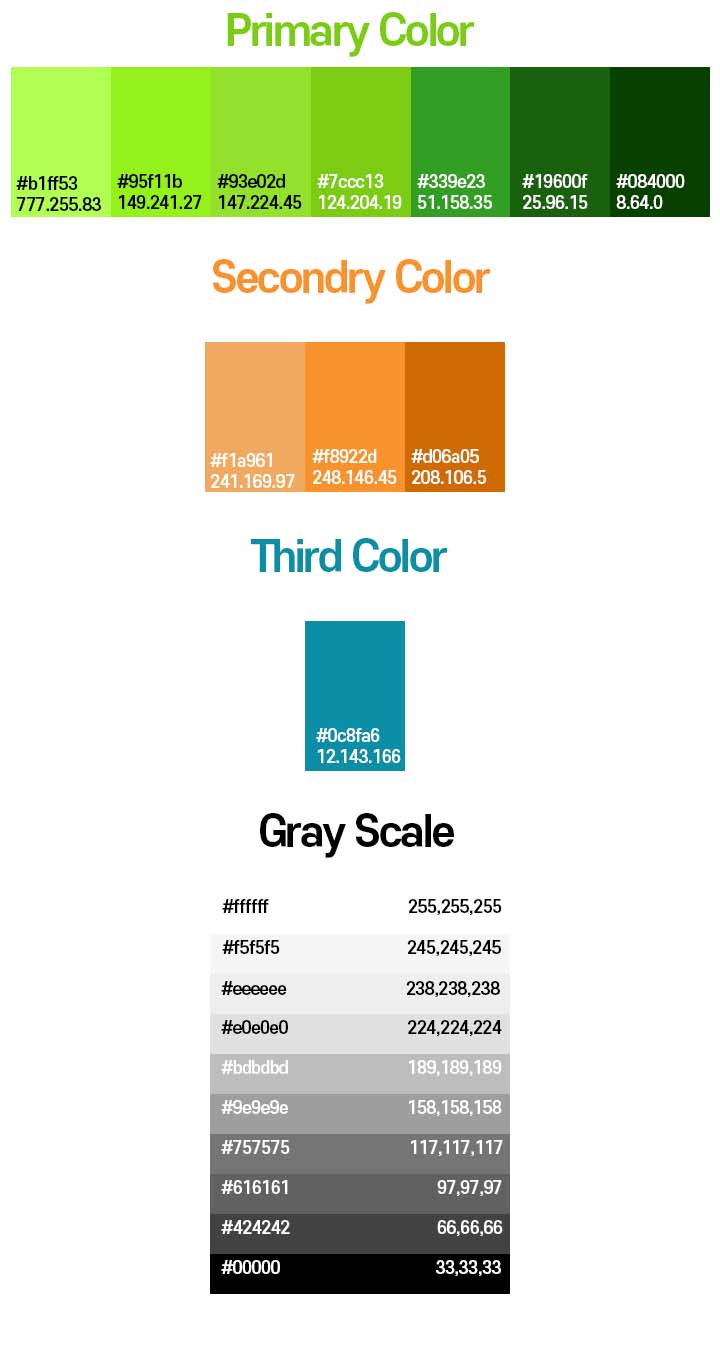 Primary Color
#b1ff53
777.255.83
#95f11b
149.241.27
#93e02d
147.224.45
#7ccc13
124.204.19
#339e23
51.158.35
#19600f
25.96.15
#084000
8.64.0
Secondry Color
#f1a961
241.169.97
#f8922d
248.146.45
#d06a05
208.106.5
Third Color
#0c8fa6
12.143.166
Gray Scale
#ffffff 255,255,255
#f5f5f5 245,245,245
#eeeeee 238,238,238
#e0e0e0 224,224,224
#bdbdbd 189,189,189
#9e9e9e 158,158,158
#757575 117,117,117
#616161 97,97,97
#424242 66,66,66
#00000 33,33,33